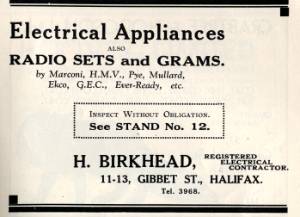 Electrical Appliances
ALSO
RADIO SETS and GRAMS.
by Marconi, H.M.V., Pye, Mullard,
Ekco, G.E.C., Ever-Ready, etc.
INSPECT WITHOUT OBLIGATION.
See STAND No. 12.
H. BIRKHEAD, REGISTERED
ELECTRICAL
CONTRACTOR.
11-13, GIBBET ST., HALIFAX.
Tel. 3968.